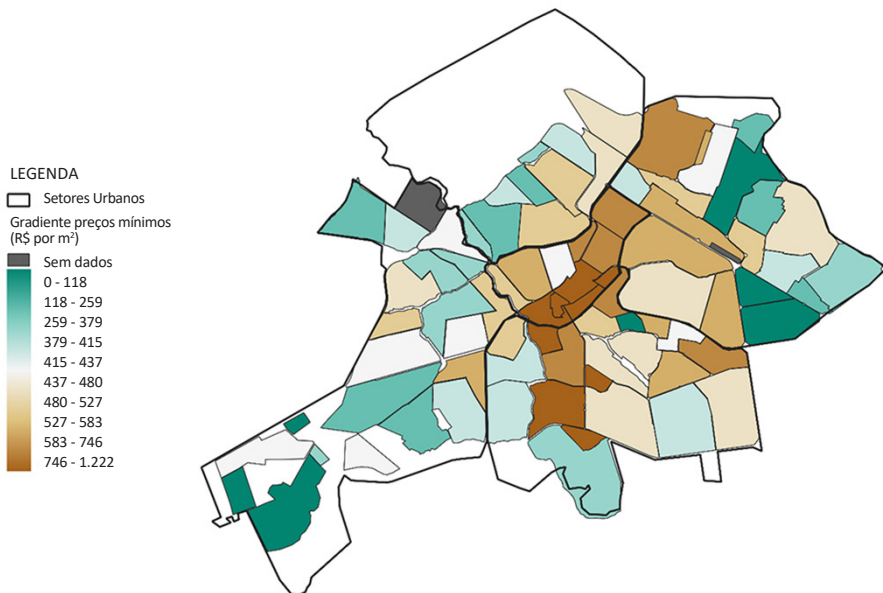 LEGENDA
Setores Urbanos
Gradiente preços mínimos
(R$ por m²)
Sem dados
0 - 118
118 - 259
259 - 379
379 - 415
415 - 437
437 - 480
480 - 527
527 - 583
583 - 746
746 - 1.222